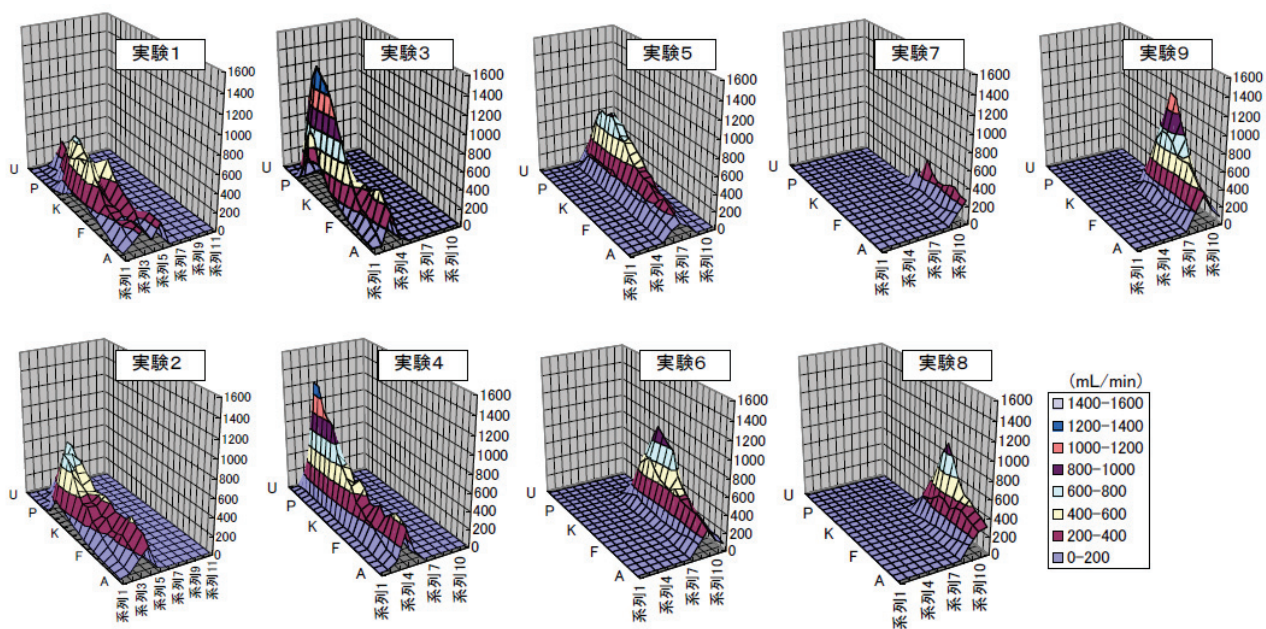 実験1
1600
1400
1200
1000
800
600
400
200
0
U
P
K
F
A
系列1
系列3
系列5
系列7
系列9
系列11
実験3
1600
1400
1200
1000
800
600
400
200
0
U
P
K
F
A
系列1
系列4
系列7
系列10
実験5
1600
1400
1200
1000
800
600
400
200
0
U
P
K
F
A
系列1
系列4
系列7
系列10
実験7
1600
1400
1200
1000
800
600
400
200
0
U
P
K
F
A
系列1
系列4
系列7
系列10
実験9
1600
1400
1200
1000
800
600
400
200
0
U
P
K
F
A
系列1
系列4
系列7
系列10
実験2
1600
1400
1200
1000
800
600
400
200
0
U
P
K
F
A
系列1
系列3
系列5
系列7
系列9
系列11
実験4
1600
1400
1200
1000
800
600
400
200
0
U
P
K
F
A
系列1
系列4
系列7
系列10
実験6
1600
1400
1200
1000
800
600
400
200
0
U
P
K
F
A
系列1
系列4
系列7
系列10
実験8
1600
1400
1200
1000
800
600
400
200
0
U
P
K
F
A
系列1
系列4
系列7
系列10
(mL/min)
1400-1600
1200-1400
1000-1200
800-1000
600-800
400-600
200-400
0-200